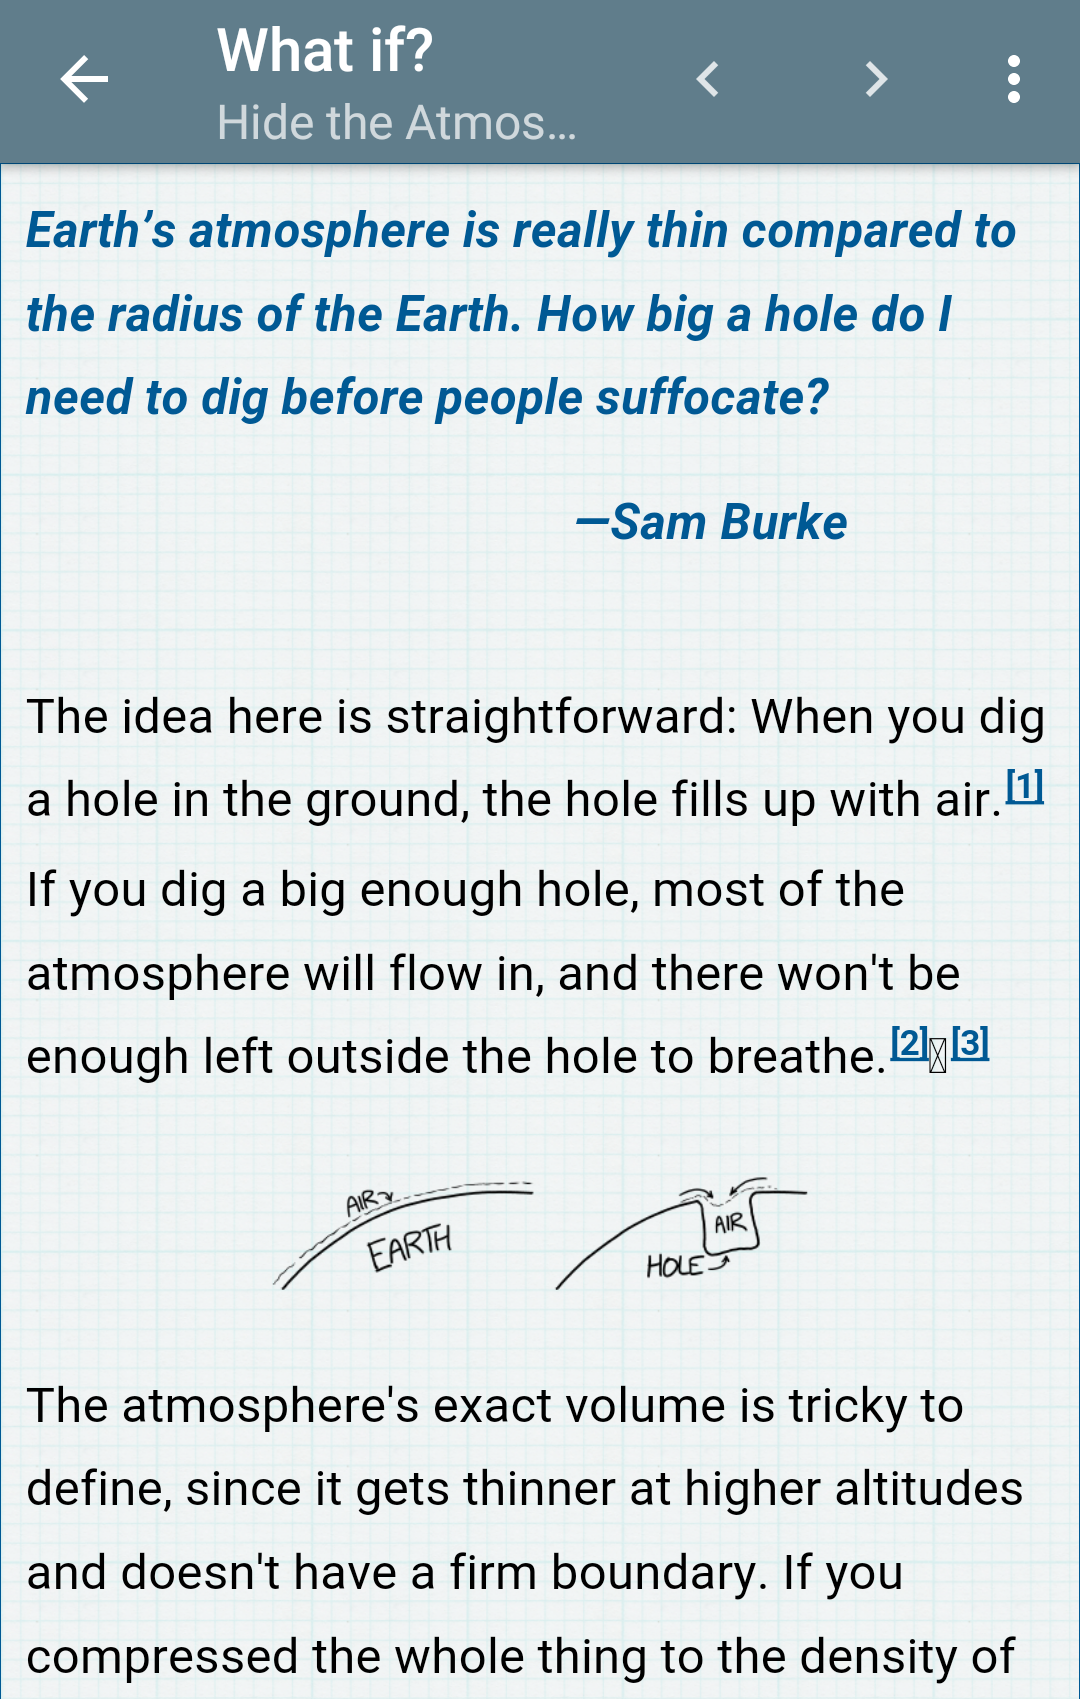 What if?
Hide the Atmos...
Earth’s atmosphere is really thin compared to
the radius of the Earth. How big a hole do I
need to dig before people suffocate?
—Sam Burke
The idea here is straightforward: When you dig
a hole in the ground, the hole fills up with air.[1]
If you dig a big enough hole, most of the
atmosphere will flow in, and there won't be
enough left outside the hole to breathe.[2][3]
AIR
EARTH
AIR
HOLE
The atmosphere's exact volume is tricky to
define, since it gets thinner at higher altitudes
and doesn't have a firm boundary. If you
compressed the whole thing to the density of